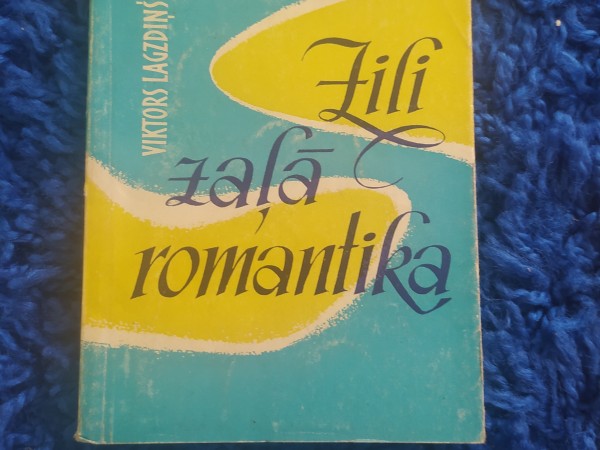 VIKTORS LAGZDIŅŠ
Zili
zaļā
romantika